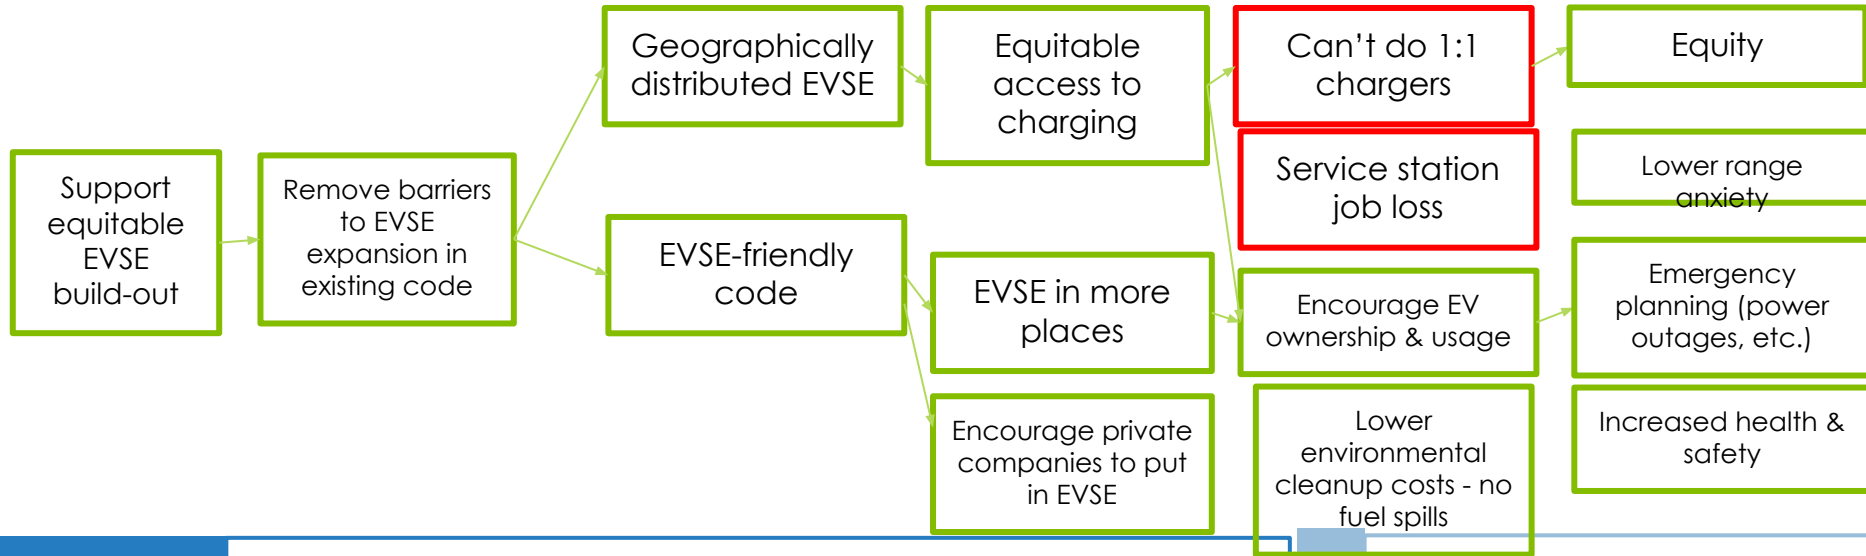 Support
equitable
EVSE
build-out
Remove barriers
to EVSE
expansion in
existing code
Geographically
distributed EVSE
EVSE-friendly
code
Equitable
access to
charging
EVSE in more
places
Encourage private
companies to put
in EVSE
Can’t do 1:1
chargers
Service station
job loss
Encourage EV
ownership & usage
Lower
environmental
cleanup costs - no
fuel spills
Equity
Lower range
anxiety
Emergency
planning (power
outages, etc.)
Increased health &
safety